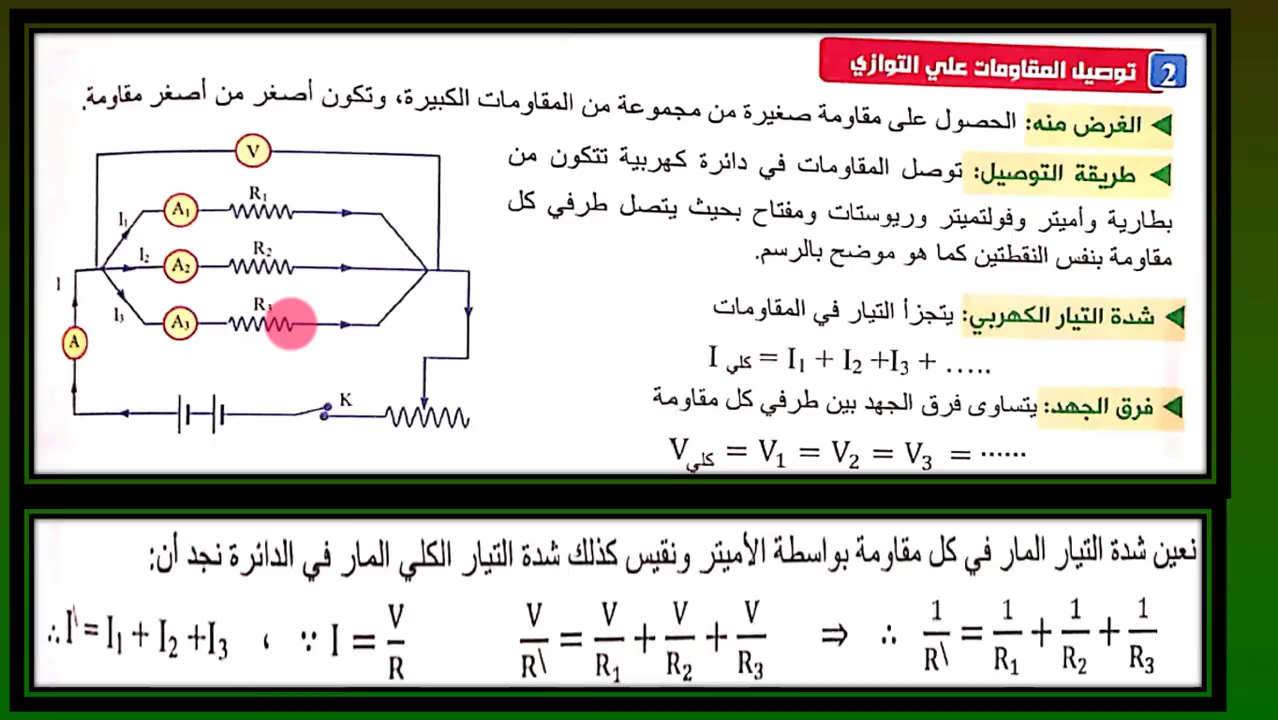 2 توصيل المقاومات علي التوازي
الغرض منه: الحصول على مقاومة صغيرة من مجموعة من المقاومات الكبيرة، وتكون أصغر من أصغر مقاومة.
طريقة التوصيل: توصل المقاومات في دائرة كهربية تتكون من
بطارية وأميتر وفولتميتر وريوستات ومفتاح بحيث يتصل طرفي كل
مقاومة بنفس النقطتين كما هو موضح بالرسم.
شدة التيار الكهربي: يتجزأ التيار في المقاومات
I كلي = I₁ + I₂ +I₃ + .....
فرق الجهد: يتساوى فرق الجهد بين طرفي كل مقاومة
V كلي = V₁ = V₂ = V₃ = ......
V
I₁ A₁ R₁
I₂ A₂ R₂
I₃ A₃ R₃
I
A
K
نعين شدة التيار المار في كل مقاومة بواسطة الأميتر ونقيس كذلك شدة التيار الكلي المار في الدائرة نجد أن:
∴ I\ = I₁ + I₂ +I₃ ، ∵ I = V/R V/R\ = V/R₁ + V/R₂ + V/R₃ ⇒ ∴ 1/R\ = 1/R₁ + 1/R₂ + 1/R₃